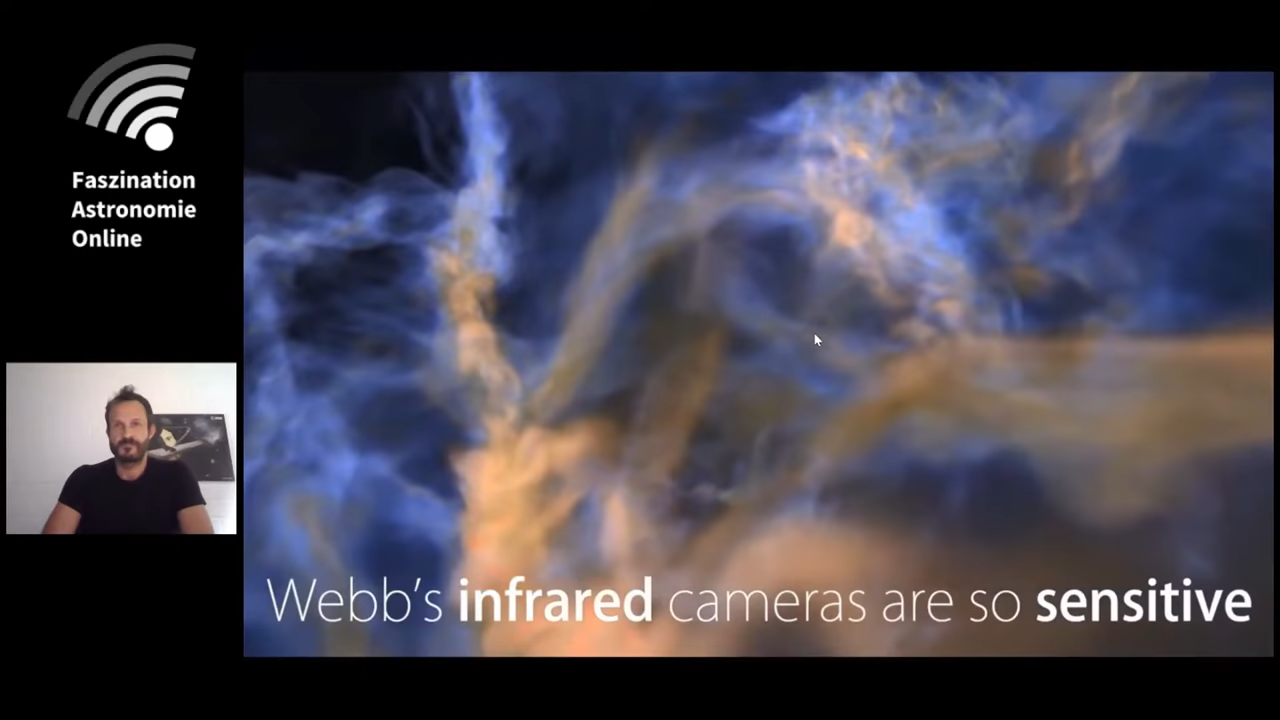 Faszination
Astronomie
Online
Webb's infrared cameras are so sensitive